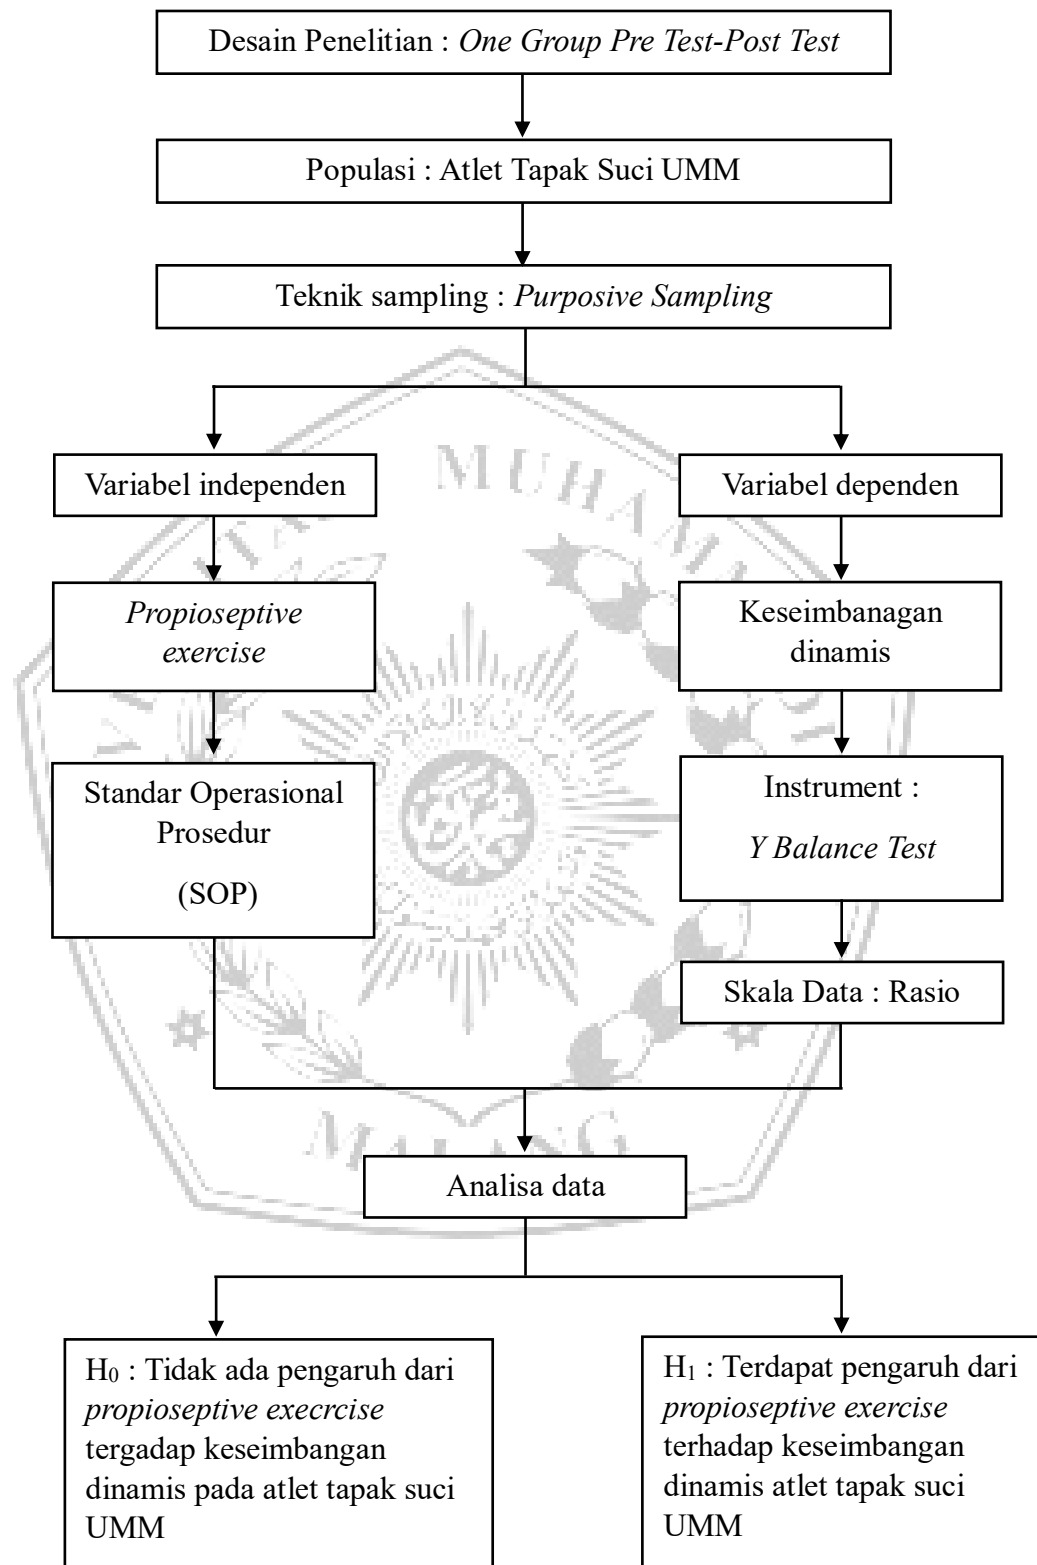 Desain Penelitian : One Group Pre Test-Post Test
Populasi : Atlet Tapak Suci UMM
Teknik sampling : Purposive Sampling
Variabel independen
Variabel dependen
Propioseptive
exercise
Keseimbanagan
dinamis
Standar Operasional
Prosedur
(SOP)
Instrument :
Y Balance Test
Skala Data : Rasio
Analisa data
H₀ : Tidak ada pengaruh dari
propioseptive execrcise
tergadap keseimbangan
dinamis pada atlet tapak suci
UMM
H₁ : Terdapat pengaruh dari
propioseptive exercise
terhadap keseimbangan
dinamis atlet tapak suci
UMM
MALANG